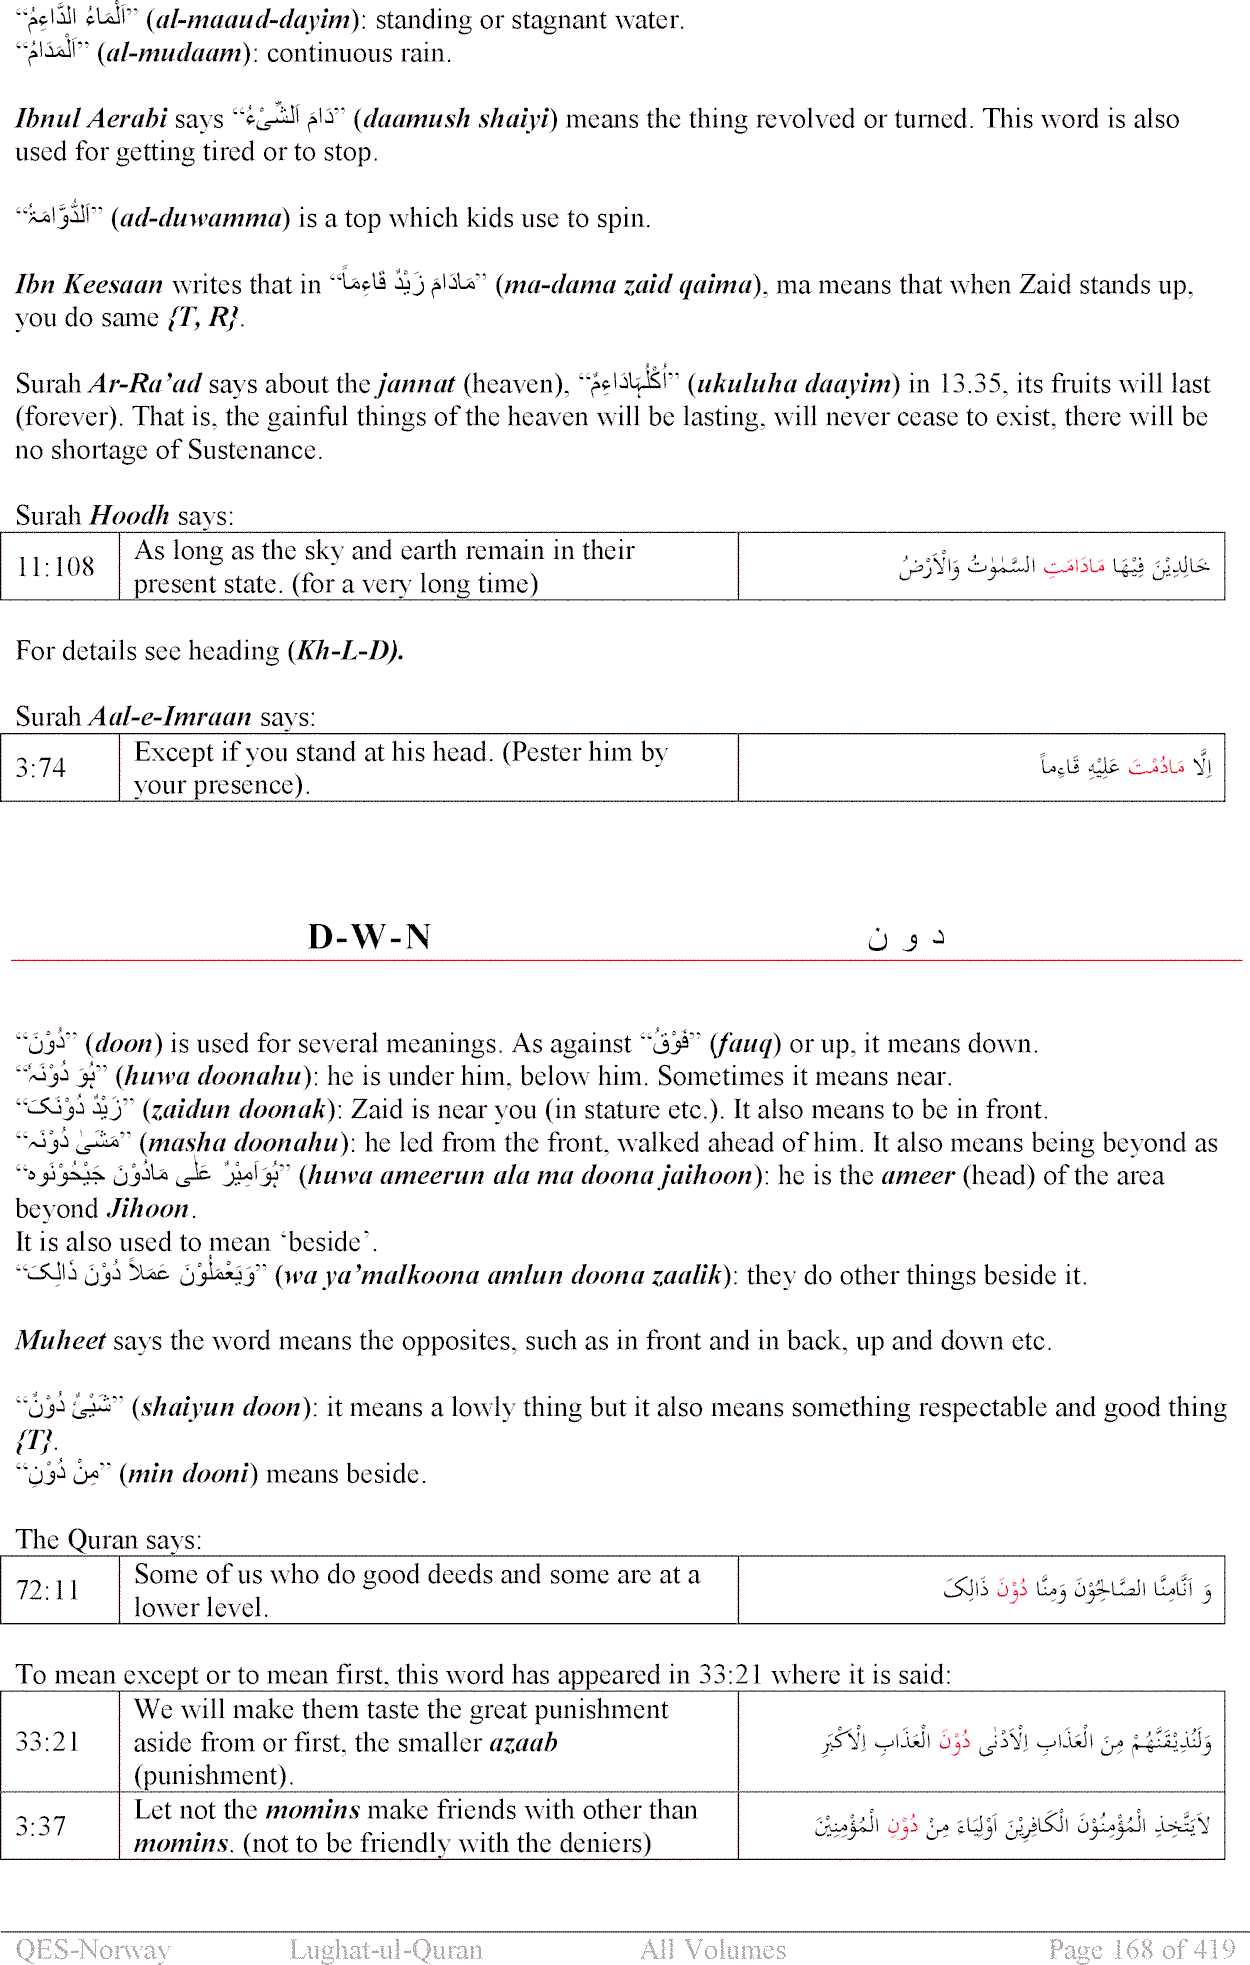 “اَلْمَاءُ الدَّاءِمُ” (al-maaud-dayim): standing or stagnant water.
“اَلْمَدَامُ” (al-mudaam): continuous rain.
Ibnul Aerabi says “دَامَ اَلشَّیْءُ” (daamush shaiyi) means the thing revolved or turned. This word is also
used for getting tired or to stop.
“اَلدُّوَّامَۃُ” (ad-duwamma) is a top which kids use to spin.
Ibn Keesaan writes that in “مَادَامَ زَیْدٌ قَاءِمَاً” (ma-dama zaid qaima), ma means that when Zaid stands up,
you do same {T, R}.
Surah Ar-Ra’ad says about the jannat (heaven), “اُکُلُہَادَاءِمٌ” (ukuluha daayim) in 13.35, its fruits will last
(forever). That is, the gainful things of the heaven will be lasting, will never cease to exist, there will be
no shortage of Sustenance.
Surah Hoodh says:
11:108 As long as the sky and earth remain in their خَالِدِیْنَ فِیْہَا مَادَامَتِ السَّمٰوٰتُ وَالْاَرْضُ
present state. (for a very long time)
For details see heading (Kh-L-D).
Surah Aal-e-Imraan says:
3:74 Except if you stand at his head. (Pester him by اِلَّا مَادُمْتَ عَلَیْہِ قَاءِماً
your presence).
D-W-N د و ن
“دُوْنَ” (doon) is used for several meanings. As against “فَوْقُ” (fauq) or up, it means down.
“ہُوَ دُوْنَہٗ” (huwa doonahu): he is under him, below him. Sometimes it means near.
“زَیْدٌ دُوْنَکَ” (zaidun doonak): Zaid is near you (in stature etc.). It also means to be in front.
“مَشَیٰ دُوْنَہ” (masha doonahu): he led from the front, walked ahead of him. It also means being beyond as
“ہُوَاَمِیْرٌ عَلٰی مَادُوْنَ جَیْحُوْنَوہ” (huwa ameerun ala ma doona jaihoon): he is the ameer (head) of the area
beyond Jihoon.
It is also used to mean ‘beside’.
“وَیَعْمَلُوْنَ عَمَلاً دُوْنَ ذَالِکَ” (wa ya’malkoona amlun doona zaalik): they do other things beside it.
Muheet says the word means the opposites, such as in front and in back, up and down etc.
“شَیْیٌٔ دُوْنٌ” (shaiyun doon): it means a lowly thing but it also means something respectable and good thing
{T}.
“مِنْ دُوْنِ” (min dooni) means beside.
The Quran says:
72:11 Some of us who do good deeds and some are at a وَ اَنَّامِنَّا الصَّالِحُوْنَ وَمِنَّا دُوْنَ ذَالِکَ
lower level.
To mean except or to mean first, this word has appeared in 33:21 where it is said:
We will make them taste the great punishment
33:21 aside from or first, the smaller azaab وَلَنُذِیْقَنَّہُمْ مِنَ الْعَذَابِ اِلْاَدْنٰی دُوْنَ الْعَذَابِ اِلْاَکْبَرِ
(punishment).
3:37 Let not the momins make friends with other than لاَیَتَّخِذِ الْمُؤْمِنُوْنَ الْکَافِرِیْنَ اَوْلِیَاءَ مِنْ دُوْنِ الْمُؤْمِنِیْنَ
momins. (not to be friendly with the deniers)
QES-Norway Lughat-ul-Quran All Volumes Page 168 of 419